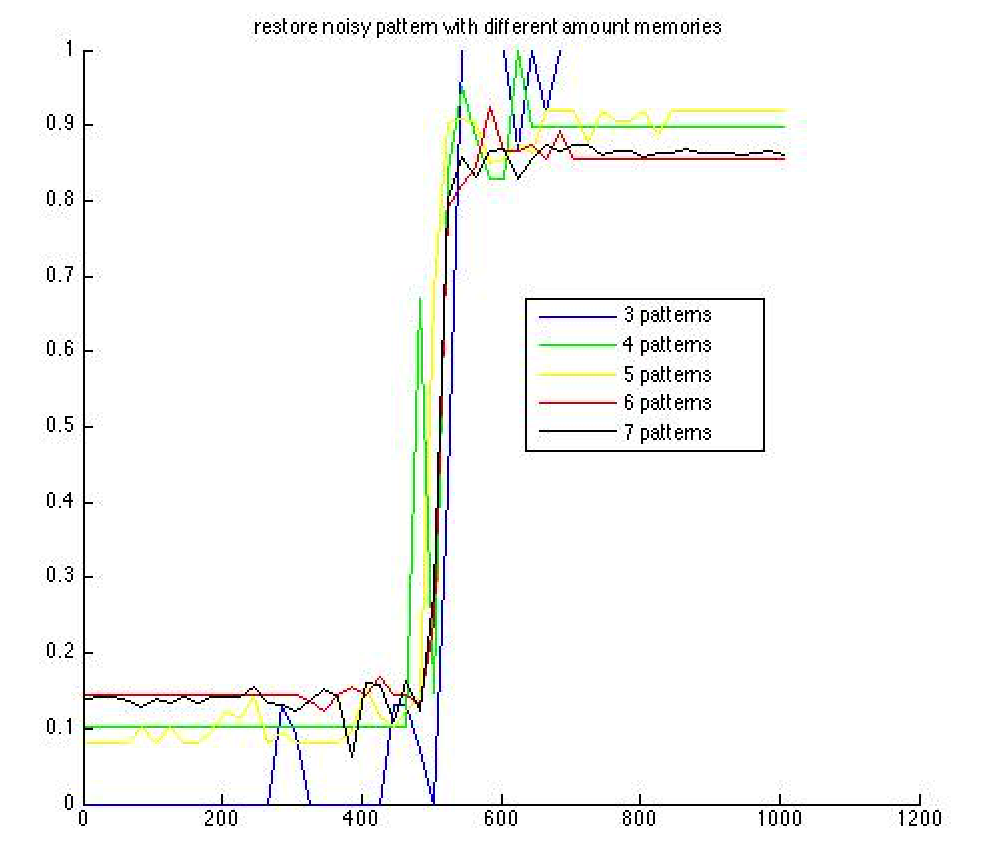 restore noisy pattern with different amount memories
1
0.9
0.8
0.7
0.6
0.5
0.4
0.3
0.2
0.1
0
3 patterns
4 patterns
5 patterns
6 patterns
7 patterns
0 200 400 600 800 1000 1200